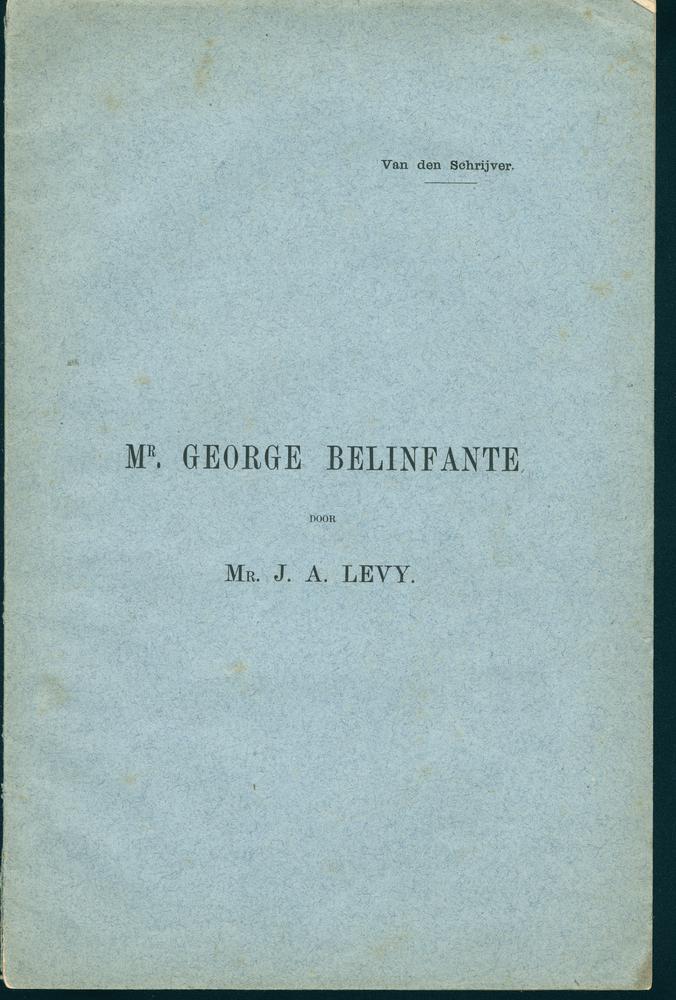 Van den Schrijver.
Mr. GEORGE BELINFANTE
DOOR
Mr. J. A. LEVY.